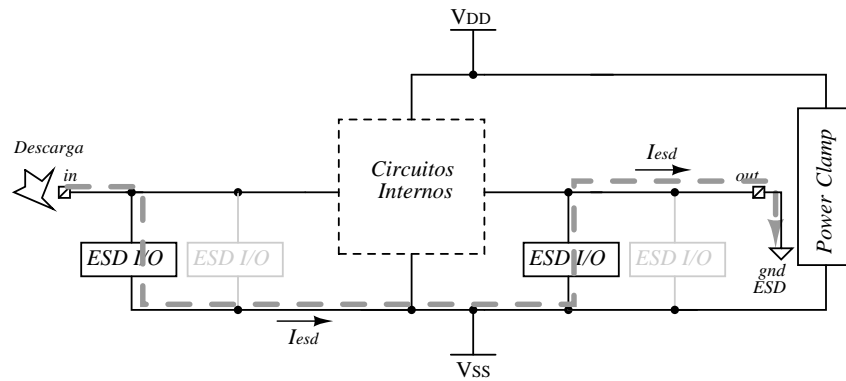 VDD
Descarga
in
Circuitos
Internos
Iesd
out
Power Clamp
ESD I/O
ESD I/O
ESD I/O
ESD I/O
gnd
ESD
Iesd
VSS